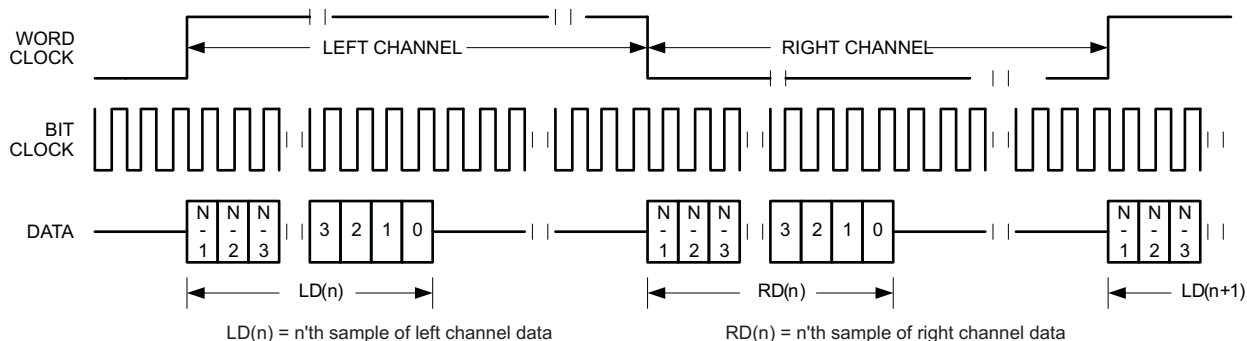 WORD
CLOCK
LEFT CHANNEL
RIGHT CHANNEL
BIT
CLOCK
DATA
N
-
1
N
-
2
N
-
3
3 2 1 0
N
-
1
N
-
2
N
-
3
3 2 1 0
N
-
1
N
-
2
N
-
3
LD(n)
RD(n)
LD(n+1)
LD(n) = n'th sample of left channel data
RD(n) = n'th sample of right channel data